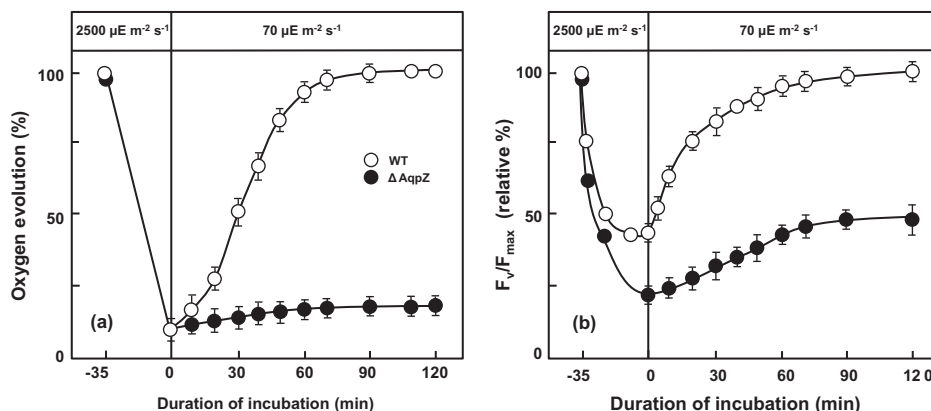 2500 µE m-2 s-1 70 µE m-2 s-1
100
50
0
Oxygen evolution (%)
WT
Δ AqpZ
(a)
-35 0 30 60 90 120
Duration of incubation (min)
2500 µE m-2 s-1 70 µE m-2 s-1
100
50
0
Fv/Fmax (relative %)
(b)
-35 0 30 60 90 12 0
Duration of incubation (min)